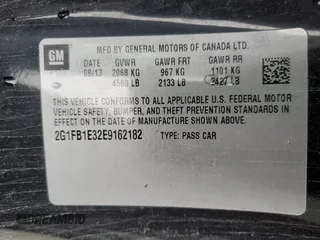 GM
MFD BY GENERAL MOTORS OF CANADA LTD.
DATE GVWR GAWR FRT GAWR RR
09/13 2068 KG 967 KG 1101 KG
4560 LB 2133 LB 2427 LB
THIS VEHICLE CONFORMS TO ALL APPLICABLE U.S. FEDERAL MOTOR
VEHICLE SAFETY, BUMPER, AND THEFT PREVENTION STANDARDS IN
EFFECT ON THE DATE OF MANUFACTURE SHOWN ABOVE.
2G1FB1E32E9162182 TYPE: PASS CAR